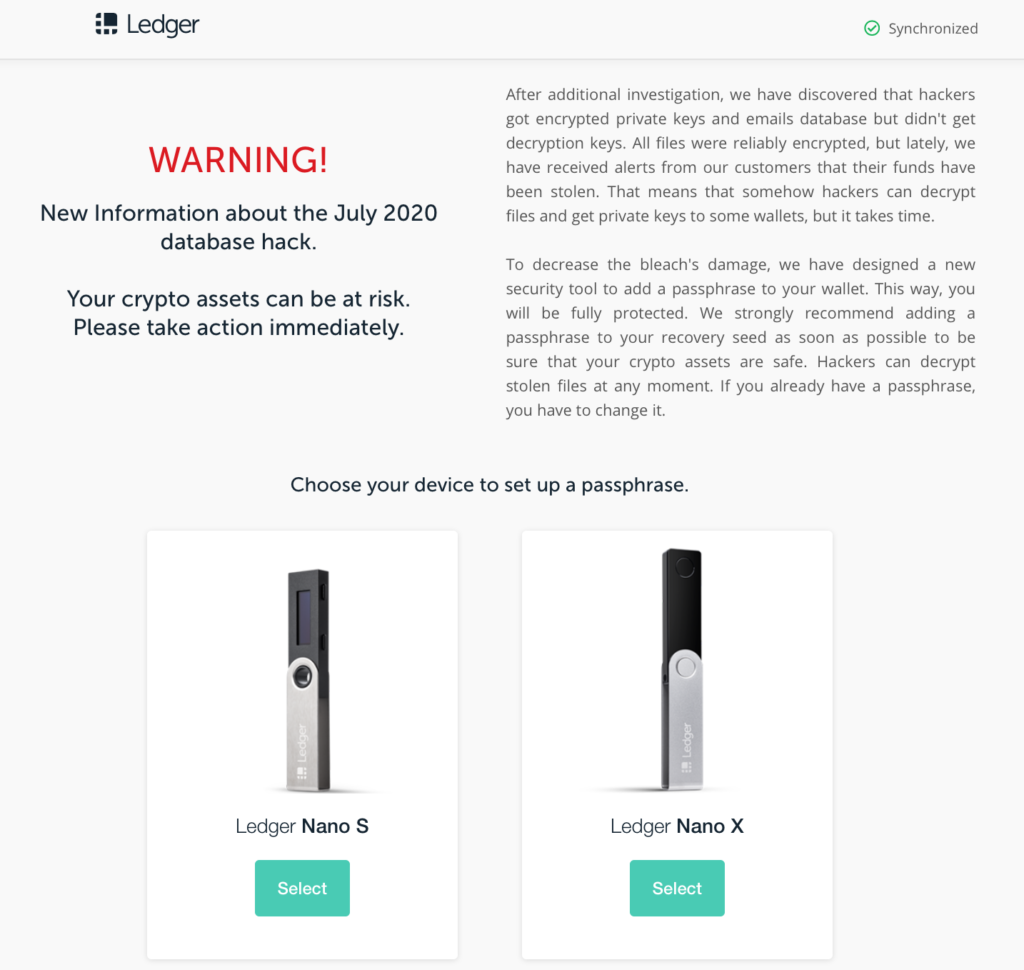 Ledger
Synchronized
WARNING!
New Information about the July 2020
database hack.
Your crypto assets can be at risk.
Please take action immediately.
After additional investigation, we have discovered that hackers
got encrypted private keys and emails database but didn't get
decryption keys. All files were reliably encrypted, but lately, we
have received alerts from our customers that their funds have
been stolen. That means that somehow hackers can decrypt
files and get private keys to some wallets, but it takes time.
To decrease the bleach's damage, we have designed a new
security tool to add a passphrase to your wallet. This way, you
will be fully protected. We strongly recommend adding a
passphrase to your recovery seed as soon as possible to be
sure that your crypto assets are safe. Hackers can decrypt
stolen files at any moment. If you already have a passphrase,
you have to change it.
Choose your device to set up a passphrase.
Ledger
Ledger
Ledger Nano S
Ledger Nano X
Select
Select